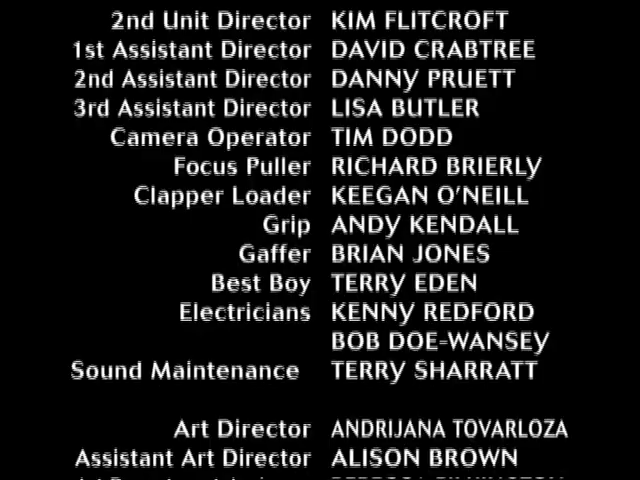 2nd Unit Director KIM FLITCROFT
1st Assistant Director DAVID CRABTREE
2nd Assistant Director DANNY PRUETT
3rd Assistant Director LISA BUTLER
Camera Operator TIM DODD
Focus Puller RICHARD BRIERLY
Clapper Loader KEEGAN O'NEILL
Grip ANDY KENDALL
Gaffer BRIAN JONES
Best Boy TERRY EDEN
Electricians KENNY REDFORD
BOB DOE-WANSEY
Sound Maintenance TERRY SHARRATT
Art Director ANDRIJANA TOVARLOZA
Assistant Art Director ALISON BROWN